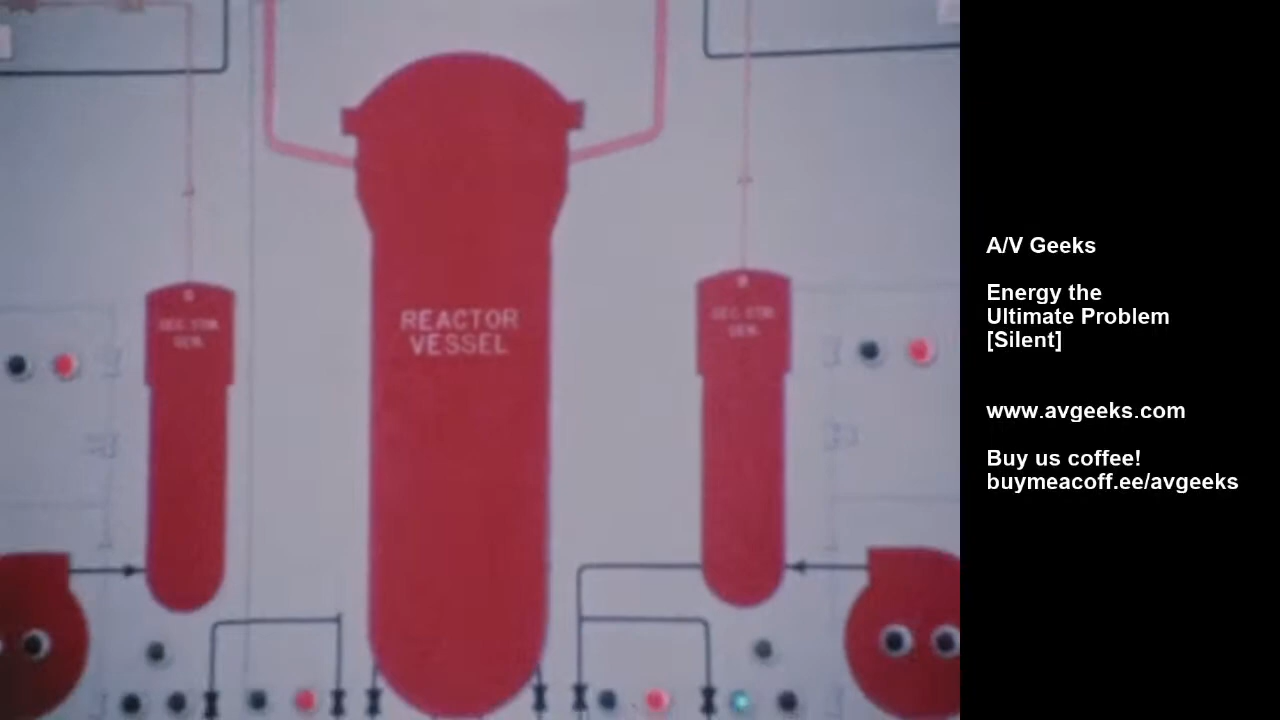 REACTOR
VESSEL
A/V Geeks
Energy the
Ultimate Problem
[Silent]
www.avgeeks.com
Buy us coffee!
buymeacoff.ee/avgeeks